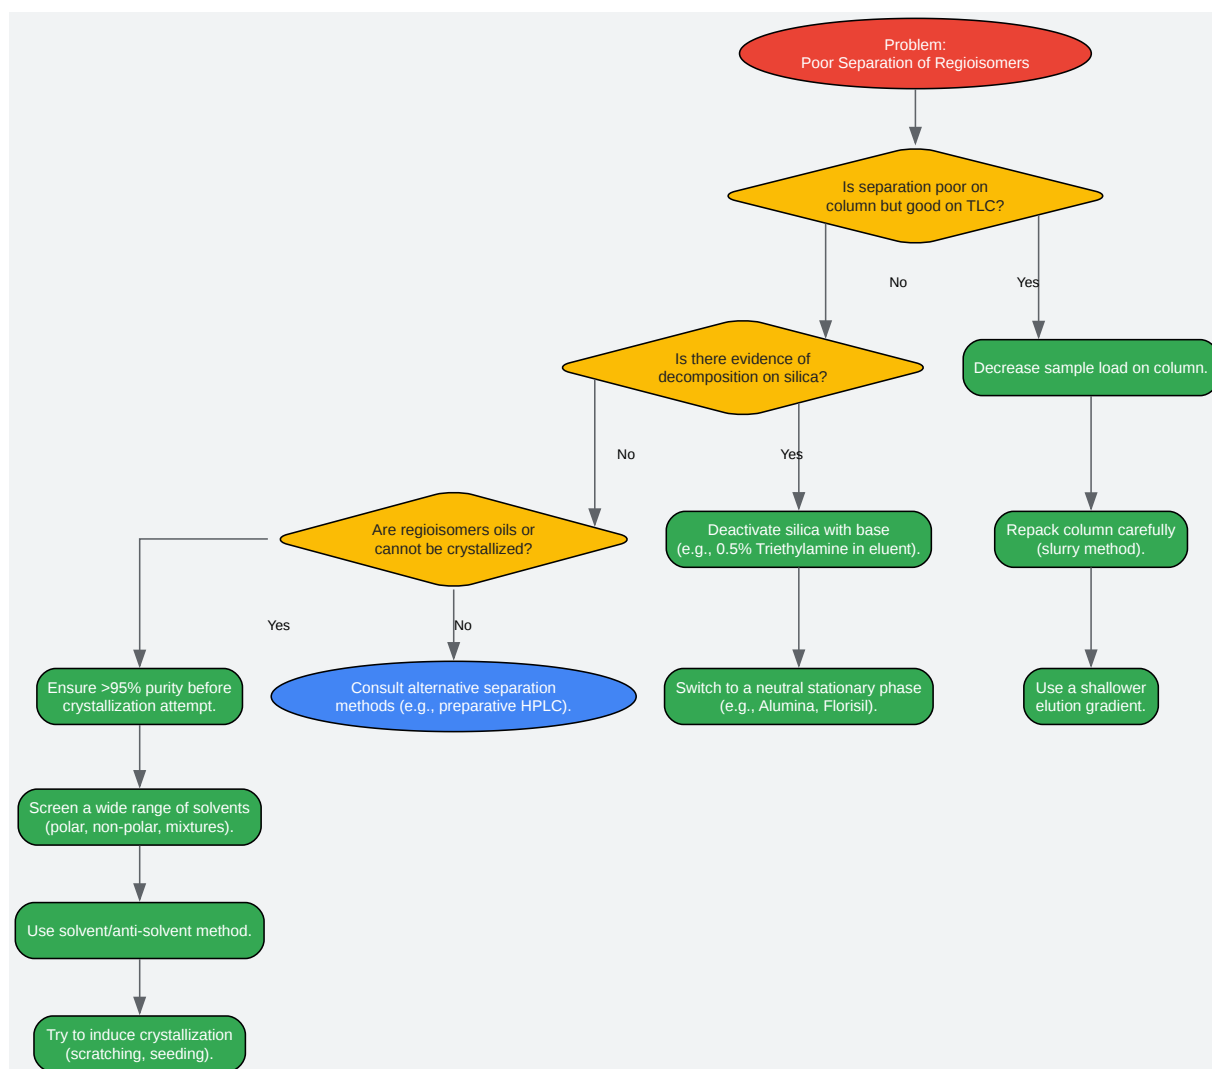 Problem:
Poor Separation of Regioisomers
Is separation poor on
column but good on TLC?
No
Yes
Is there evidence of
decomposition on silica?
Decrease sample load on column.
No
Yes
Are regioisomers oils or
cannot be crystallized?
Deactivate silica with base
(e.g., 0.5% Triethylamine in eluent).
Repack column carefully
(slurry method).
Yes
No
Ensure >95% purity before
crystallization attempt.
Consult alternative separation
methods (e.g., preparative HPLC).
Switch to a neutral stationary phase
(e.g., Alumina, Florisil).
Use a shallower
elution gradient.
Screen a wide range of solvents
(polar, non-polar, mixtures).
Use solvent/anti-solvent method.
Try to induce crystallization
(scratching, seeding).